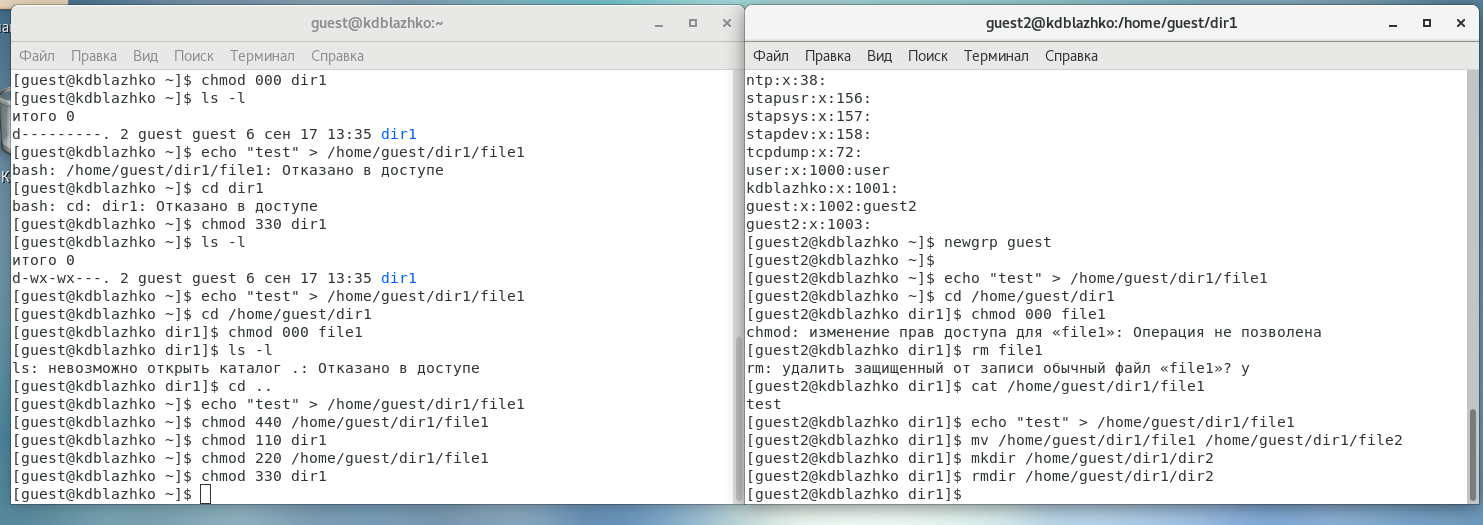 guest@kdblazhko:~
Файл Правка Вид Поиск Терминал Справка
[guest@kdblazhko ~]$ chmod 000 dir1
[guest@kdblazhko ~]$ ls -l
итого 0
d---------. 2 guest guest 6 сен 17 13:35 dir1
[guest@kdblazhko ~]$ echo "test" > /home/guest/dir1/file1
bash: /home/guest/dir1/file1: Отказано в доступе
[guest@kdblazhko ~]$ cd dir1
bash: cd: dir1: Отказано в доступе
[guest@kdblazhko ~]$ chmod 330 dir1
[guest@kdblazhko ~]$ ls -l
итого 0
d-wx-wx---. 2 guest guest 6 сен 17 13:35 dir1
[guest@kdblazhko ~]$ echo "test" > /home/guest/dir1/file1
[guest@kdblazhko ~]$ cd /home/guest/dir1
[guest@kdblazhko dir1]$ chmod 000 file1
[guest@kdblazhko dir1]$ ls -l
ls: невозможно открыть каталог .: Отказано в доступе
[guest@kdblazhko dir1]$ cd ..
[guest@kdblazhko ~]$ echo "test" > /home/guest/dir1/file1
[guest@kdblazhko ~]$ chmod 440 /home/guest/dir1/file1
[guest@kdblazhko ~]$ chmod 110 dir1
[guest@kdblazhko ~]$ chmod 220 /home/guest/dir1/file1
[guest@kdblazhko ~]$ chmod 330 dir1
[guest@kdblazhko ~]$
guest2@kdblazhko:/home/guest/dir1
Файл Правка Вид Поиск Терминал Справка
ntp:x:38:
stapusr:x:156:
stapsys:x:157:
stapdev:x:158:
tcpdump:x:72:
user:x:1000:user
kdblazhko:x:1001:
guest:x:1002:guest2
guest2:x:1003:
[guest2@kdblazhko ~]$ newgrp guest
[guest2@kdblazhko ~]$
[guest2@kdblazhko ~]$ echo "test" > /home/guest/dir1/file1
[guest2@kdblazhko ~]$ cd /home/guest/dir1
[guest2@kdblazhko dir1]$ chmod 000 file1
chmod: изменение прав доступа для «file1»: Операция не позволена
[guest2@kdblazhko dir1]$ rm file1
rm: удалить защищенный от записи обычный файл «file1»? y
[guest2@kdblazhko dir1]$ cat /home/guest/dir1/file1
test
[guest2@kdblazhko dir1]$ echo "test" > /home/guest/dir1/file1
[guest2@kdblazhko dir1]$ mv /home/guest/dir1/file1 /home/guest/dir1/file2
[guest2@kdblazhko dir1]$ mkdir /home/guest/dir1/dir2
[guest2@kdblazhko dir1]$ rmdir /home/guest/dir1/dir2
[guest2@kdblazhko dir1]$